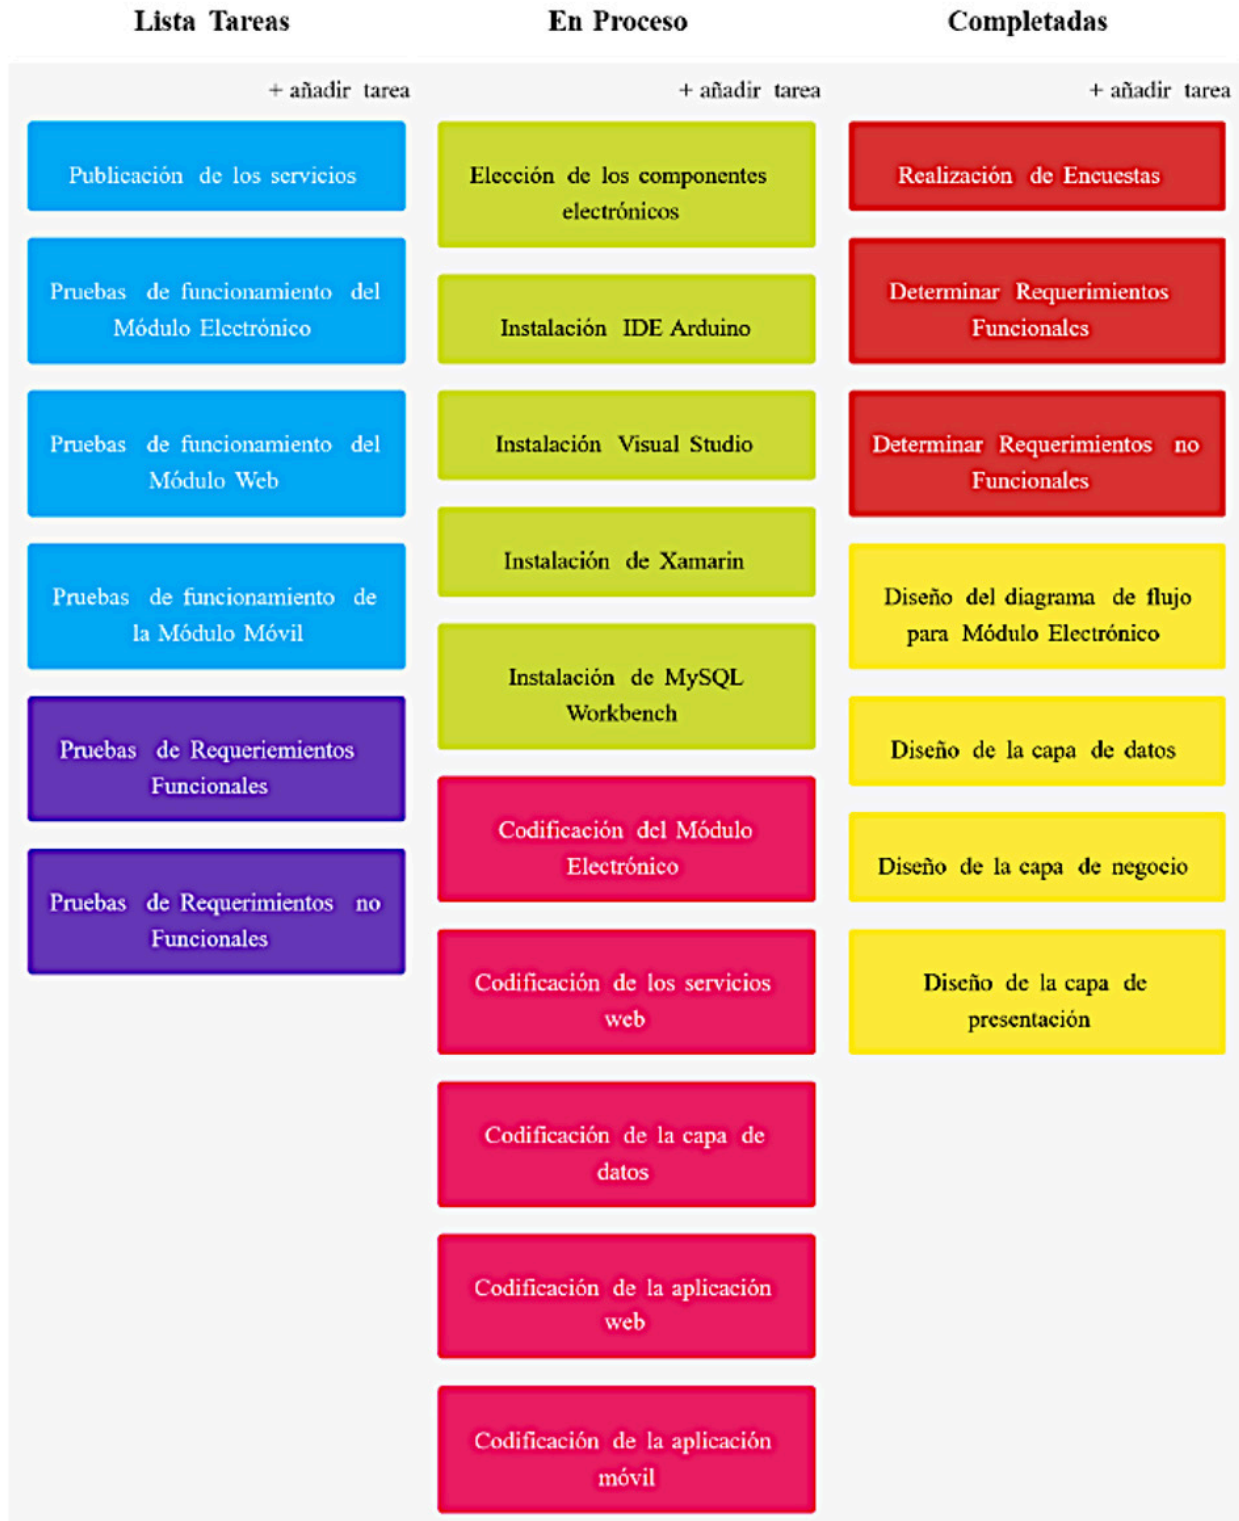 Lista Tareas
En Proceso
Completadas
+ añadir tarea
+ añadir tarea
+ añadir tarea
Publicación de los servicios
Pruebas de funcionamiento del
Módulo Electrónico
Pruebas de funcionamiento del
Módulo Web
Pruebas de funcionamiento de
la Módulo Móvil
Pruebas de Requeriemientos
Funcionales
Pruebas de Requerimientos no
Funcionales
Elección de los componentes
electrónicos
Instalación IDE Arduino
Instalación Visual Studio
Instalación de Xamarin
Instalación de MySQL
Workbench
Codificación del Módulo
Electrónico
Codificación de los servicios
web
Codificación de la capa de
datos
Codificación de la aplicación
web
Codificación de la aplicación
móvil
Realización de Encuestas
Determinar Requerimientos
Funcionales
Determinar Requerimientos no
Funcionales
Diseño del diagrama de flujo
para Módulo Electrónico
Diseño de la capa de datos
Diseño de la capa de negocio
Diseño de la capa de
presentación